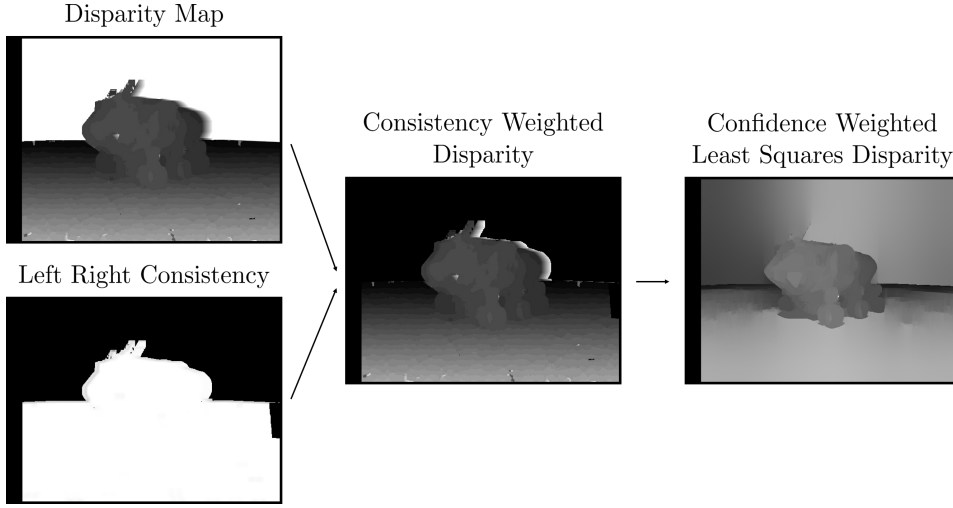 Disparity Map
Left Right Consistency
Consistency Weighted
Disparity
Confidence Weighted
Least Squares Disparity